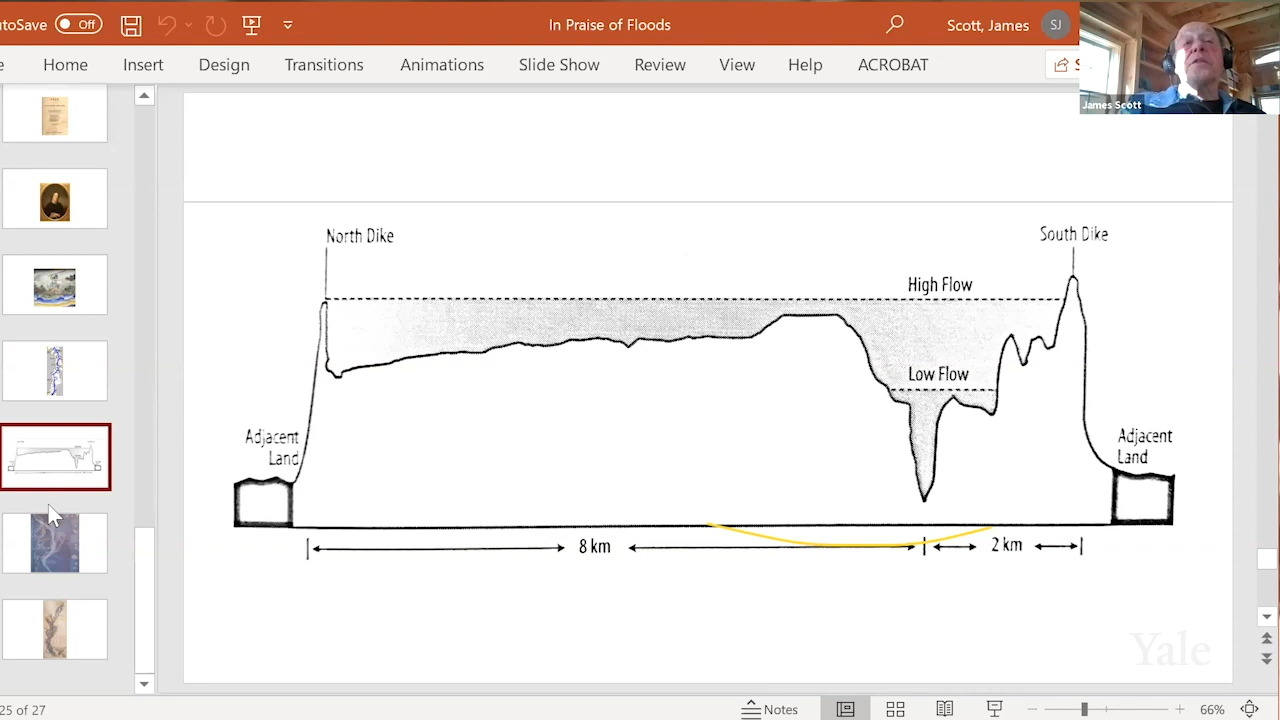 utoSave Off In Praise of Floods Scott, James SJ
e Home Insert Design Transitions Animations Slide Show Review View Help ACROBAT S
James Scott
North Dike
South Dike
High Flow
Low Flow
Adjacent
Land
Adjacent
Land
8 km
2 km
Yale
25 of 27 Notes 66%